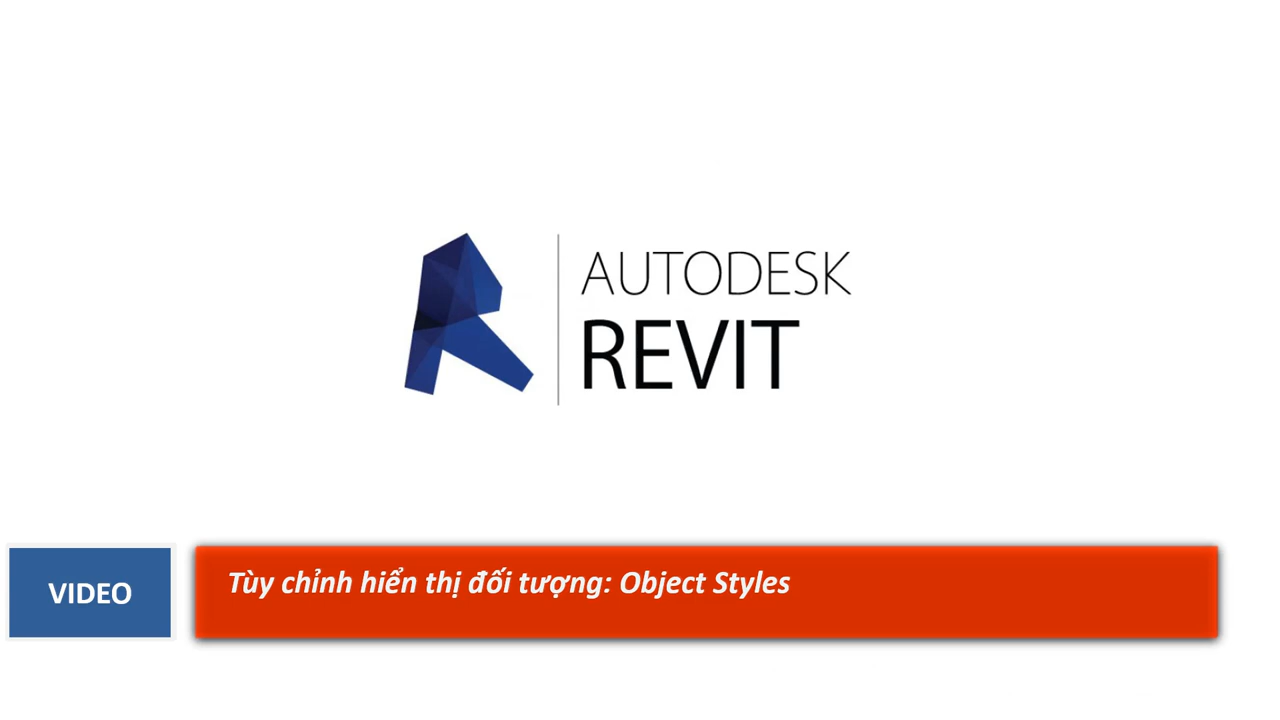 AUTODESK
REVIT
VIDEO
Tùy chỉnh hiển thị đối tượng: Object Styles